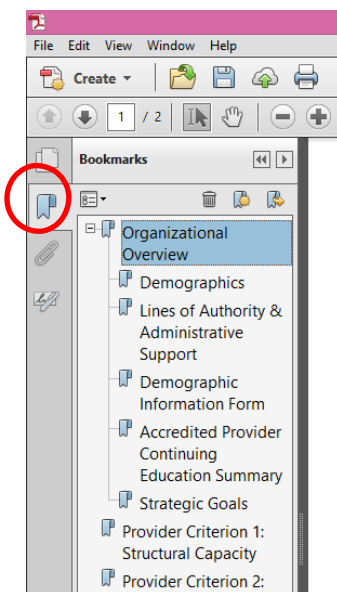 File Edit View Window Help
Create
1 / 2
Bookmarks
Organizational
Overview
Demographics
Lines of Authority &
Administrative
Support
Demographic
Information Form
Accredited Provider
Continuing
Education Summary
Strategic Goals
Provider Criterion 1:
Structural Capacity
Provider Criterion 2: